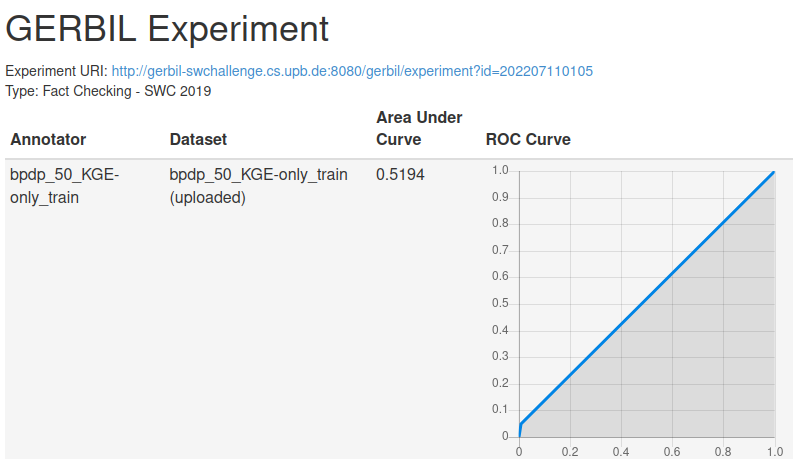 GERBIL Experiment
Experiment URI: http://gerbil-swchallenge.cs.upb.de:8080/gerbil/experiment?id=202207110105
Type: Fact Checking - SWC 2019
Annotator Dataset Area Under Curve ROC Curve
bpdp_50_KGE-only_train bpdp_50_KGE-only_train (uploaded) 0.5194
1.0
0.9
0.8
0.7
0.6
0.5
0.4
0.3
0.2
0.1
0
0 0.2 0.4 0.6 0.8 1.0